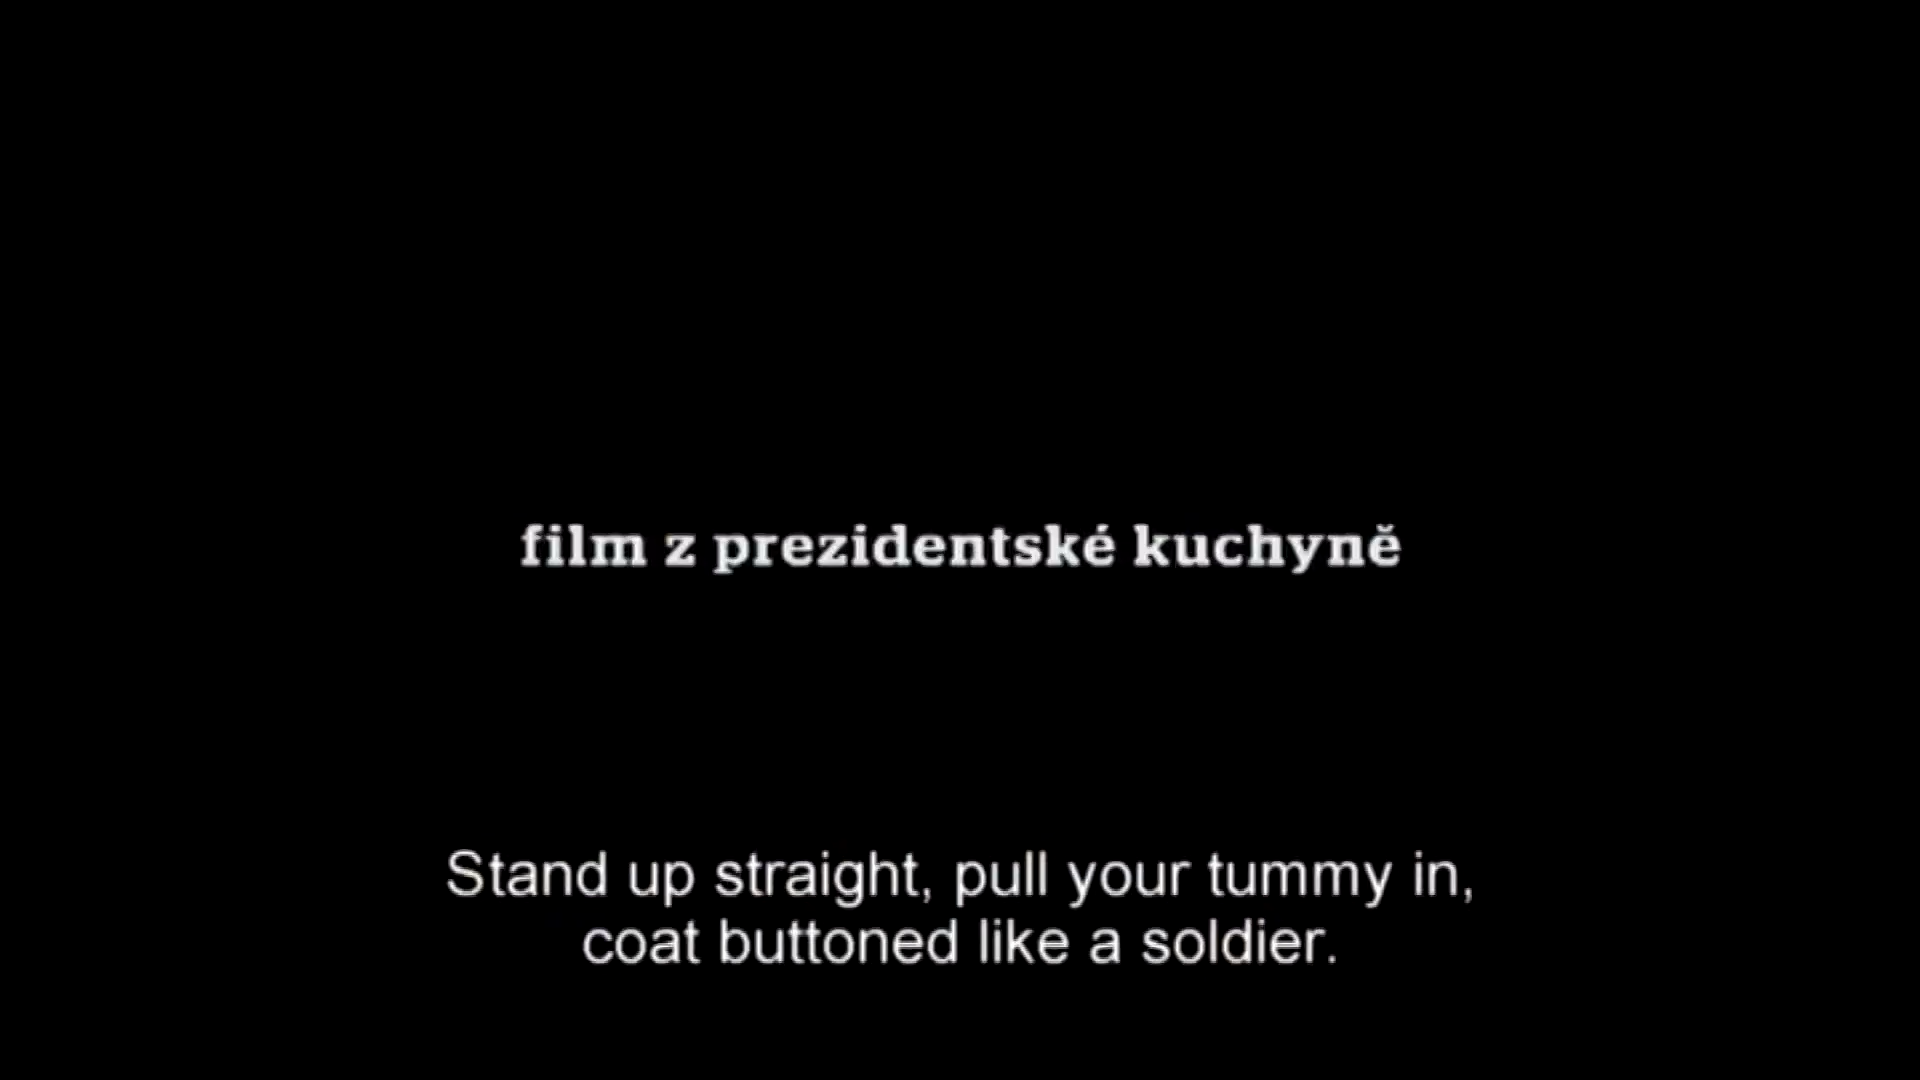 film z prezidentské kuchyně
Stand up straight, pull your tummy in,
coat buttoned like a soldier.